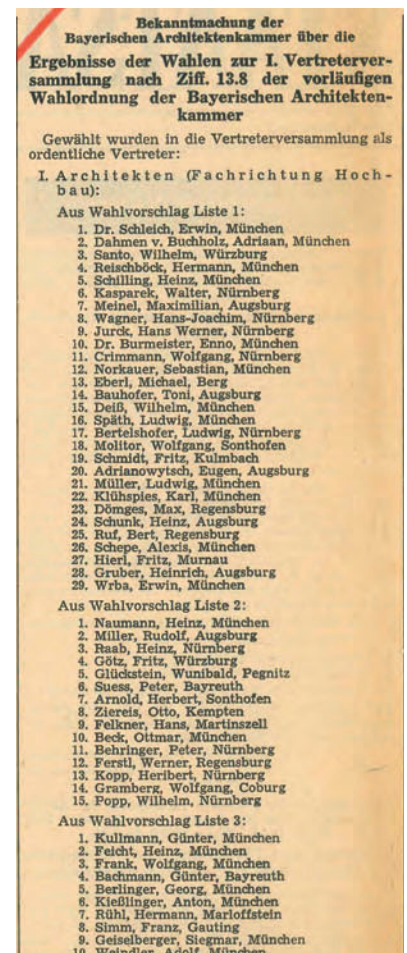 Bekanntmachung der
Bayerischen Architektenkammer über die
Ergebnisse der Wahlen zur I. Vertreterver-
sammlung nach Ziff. 13.8 der vorläufigen
Wahlordnung der Bayerischen Architekten-
kammer
Gewählt wurden in die Vertreterversammlung als
ordentliche Vertreter:
I. Architekten (Fachrichtung Hoch-
bau):
Aus Wahlvorschlag Liste 1:
1. Dr. Schleich, Erwin, München
2. Dahmen v. Buchholz, Adriaan, München
3. Santo, Wilhelm, Würzburg
4. Reischböck, Hermann, München
5. Schilling, Heinz, München
6. Kasparek, Walter, Nürnberg
7. Meinel, Maximilian, Augsburg
8. Wagner, Hans-Joachim, Nürnberg
9. Jurck, Hans Werner, Nürnberg
10. Dr. Burmeister, Enno, München
11. Crimmann, Wolfgang, Nürnberg
12. Norkauer, Sebastian, München
13. Eberl, Michael, Berg
14. Bauhofer, Toni, Augsburg
15. Deiß, Wilhelm, München
16. Späth, Ludwig, München
17. Bertelshofer, Ludwig, Nürnberg
18. Molitor, Wolfgang, Sonthofen
19. Schmidt, Fritz, Kulmbach
20. Adrianowytsch, Eugen, Augsburg
21. Müller, Ludwig, München
22. Klühspies, Karl, München
23. Dömges, Max, Regensburg
24. Schunk, Heinz, Augsburg
25. Ruf, Bert, Regensburg
26. Schepe, Alexis, München
27. Hierl, Fritz, Murnau
28. Gruber, Heinrich, Augsburg
29. Wrba, Erwin, München
Aus Wahlvorschlag Liste 2:
1. Naumann, Heinz, München
2. Miller, Rudolf, Augsburg
3. Raab, Heinz, Nürnberg
4. Götz, Fritz, Würzburg
5. Glückstein, Wunibald, Pegnitz
6. Suess, Peter, Bayreuth
7. Arnold, Herbert, Sonthofen
8. Ziereis, Otto, Kempten
9. Felkner, Hans, Martinszell
10. Beck, Ottmar, München
11. Behringer, Peter, Nürnberg
12. Ferstl, Werner, Regensburg
13. Kopp, Heribert, Nürnberg
14. Gramberg, Wolfgang, Coburg
15. Popp, Wilhelm, Nürnberg
Aus Wahlvorschlag Liste 3:
1. Kullmann, Günter, München
2. Feicht, Heinz, München
3. Frank, Wolfgang, München
4. Bachmann, Günter, Bayreuth
5. Berlinger, Georg, München
6. Kießlinger, Anton, München
7. Rühl, Hermann, Marloffstein
8. Simm, Franz, Gauting
9. Geiselberger, Siegmar, München
10. Weindler, Adolf, München